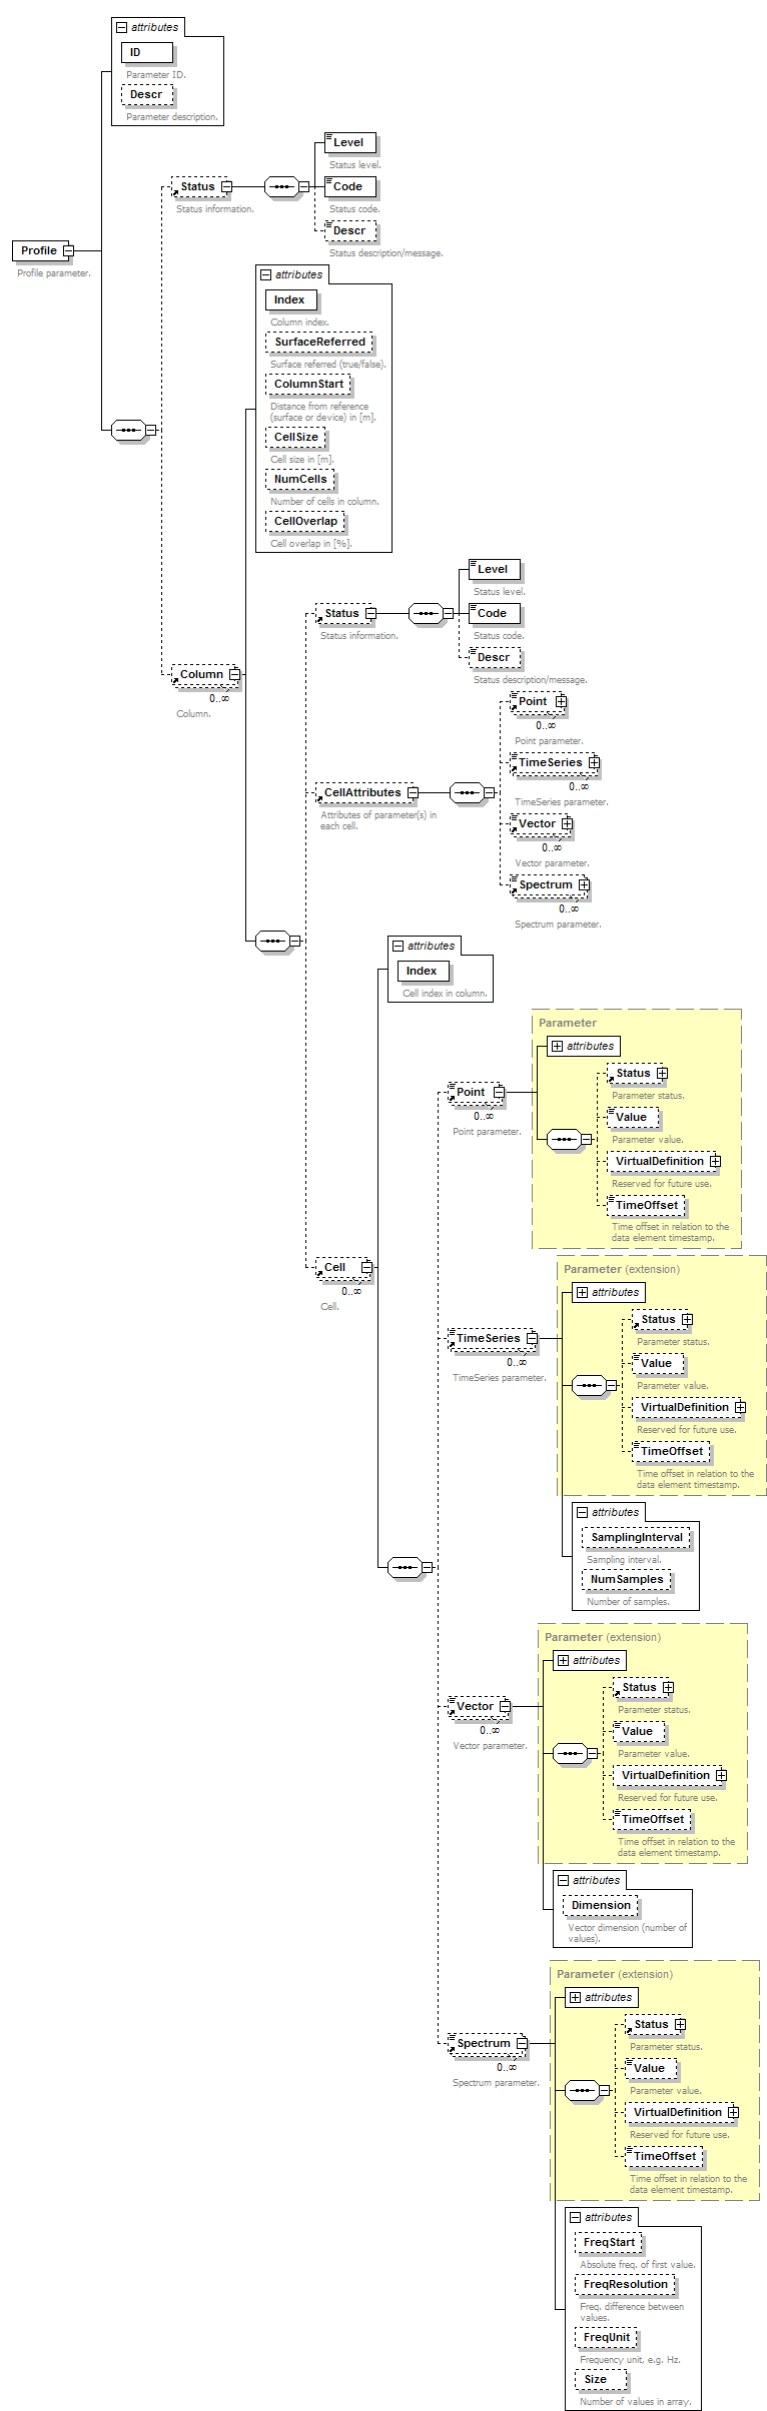 attributes
ID
Parameter ID.
Descr
Parameter description.
Level
Status level.
Status
Status information.
Code
Status code.
Descr
Status description/message.
Profile
Profile parameter.
attributes
Index
Column index.
SurfaceReferred
Surface referred (true/false).
ColumnStart
Distance from reference
(surface or device) in [m].
CellSize
Cell size in [m].
NumCells
Number of cells in column.
CellOverlap
Cell overlap in [%].
Level
Status level.
Status
Status information.
Code
Status code.
Descr
Status description/message.
Column
0..∞
Column.
Point
0..∞
Point parameter.
TimeSeries
0..∞
TimeSeries parameter.
CellAttributes
Attributes of parameter(s) in
each cell.
Vector
0..∞
Vector parameter.
Spectrum
0..∞
Spectrum parameter.
attributes
Index
Cell index in column.
Parameter
attributes
Status
Parameter status.
Point
0..∞
Point parameter.
Value
Parameter value.
VirtualDefinition
Reserved for future use.
TimeOffset
Time offset in relation to the
data element timestamp.
Cell
0..∞
Cell.
Parameter (extension)
attributes
Status
Parameter status.
TimeSeries
0..∞
TimeSeries parameter.
Value
Parameter value.
VirtualDefinition
Reserved for future use.
TimeOffset
Time offset in relation to the
data element timestamp.
attributes
SamplingInterval
Sampling interval.
NumSamples
Number of samples.
Parameter (extension)
attributes
Status
Parameter status.
Vector
0..∞
Vector parameter.
Value
Parameter value.
VirtualDefinition
Reserved for future use.
TimeOffset
Time offset in relation to the
data element timestamp.
attributes
Dimension
Vector dimension (number of
values).
Parameter (extension)
attributes
Status
Parameter status.
Spectrum
0..∞
Spectrum parameter.
Value
Parameter value.
VirtualDefinition
Reserved for future use.
TimeOffset
Time offset in relation to the
data element timestamp.
attributes
FreqStart
Absolute freq. of first value.
FreqResolution
Freq. difference between
values.
FreqUnit
Frequency unit, e.g. Hz.
Size
Number of values in array.